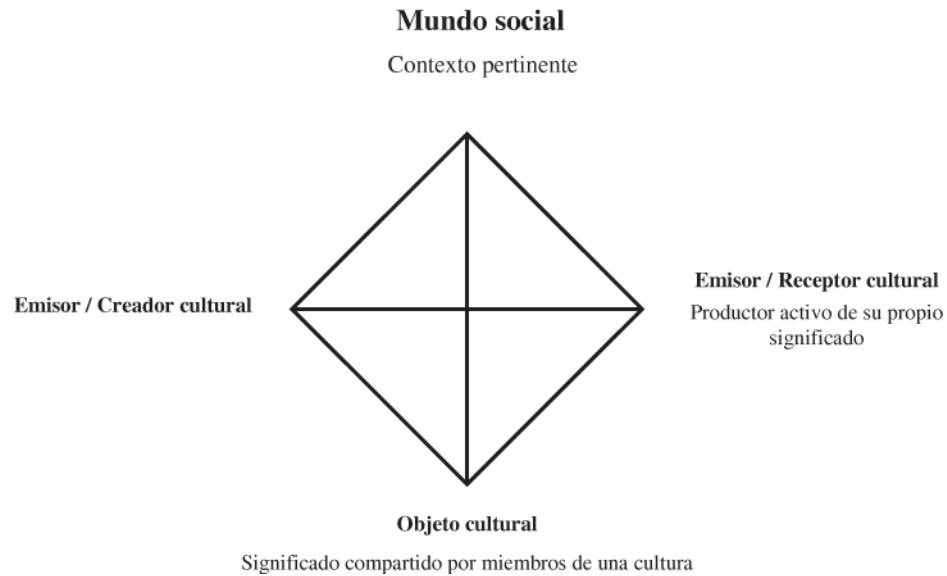 Mundo social
Contexto pertinente
Emisor / Creador cultural
Emisor / Receptor cultural
Productor activo de su propio
significado
Objeto cultural
Significado compartido por miembros de una cultura